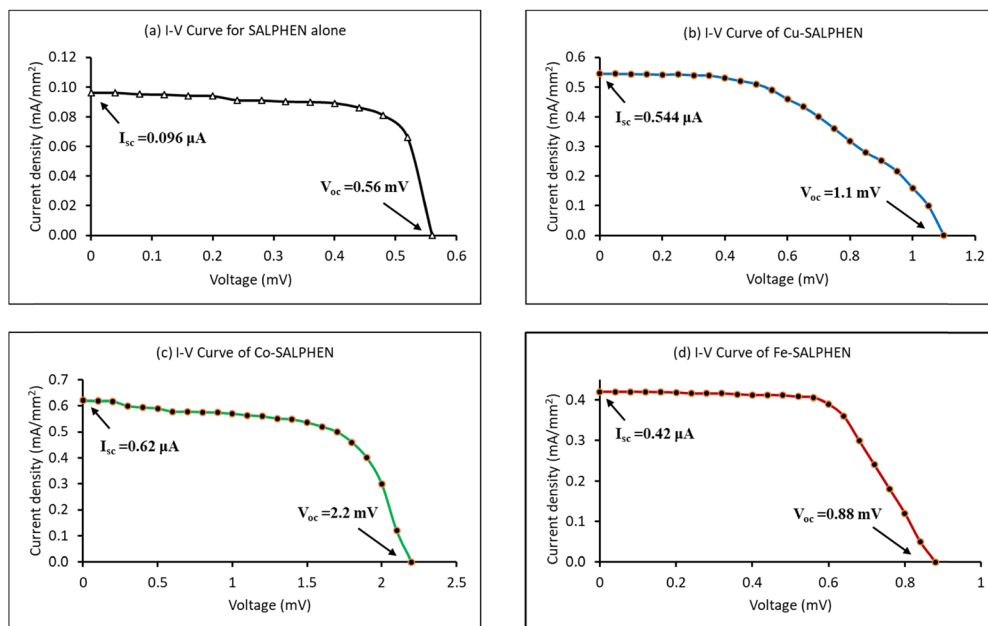 (a) I-V Curve for SALPHEN alone
Current density (mA/mm²)
0.12
0.10
0.08
0.06
0.04
0.02
0.00
Isc =0.096 µA
Voc =0.56 mV
0 0.1 0.2 0.3 0.4 0.5 0.6
Voltage (mV)
(b) I-V Curve of Cu-SALPHEN
Current density (mA/mm²)
0.6
0.5
0.4
0.3
0.2
0.1
0.0
Isc =0.544 µA
Voc =1.1 mV
0 0.2 0.4 0.6 0.8 1 1.2
Voltage (mV)
(c) I-V Curve of Co-SALPHEN
Current density (mA/mm²)
0.7
0.6
0.5
0.4
0.3
0.2
0.1
0.0
Isc =0.62 µA
Voc =2.2 mV
0 0.5 1 1.5 2 2.5
Voltage (mV)
(d) I-V Curve of Fe-SALPHEN
Current density (mA/mm²)
0.4
0.3
0.2
0.1
0.0
Isc =0.42 µA
Voc =0.88 mV
0 0.2 0.4 0.6 0.8 1
Voltage (mV)